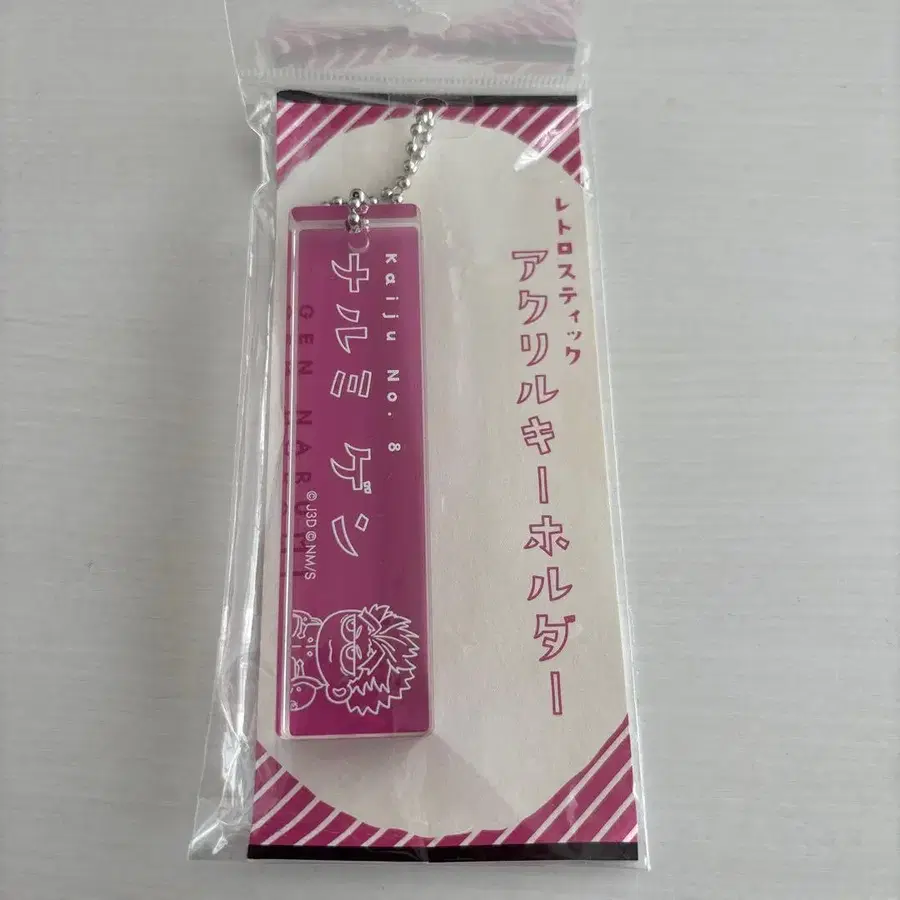 レトロスティック
アクリルキーホルダー
Kaiju No. 8
ナルミ ゲン
©J3D ©NM/S
GEN NARUMI